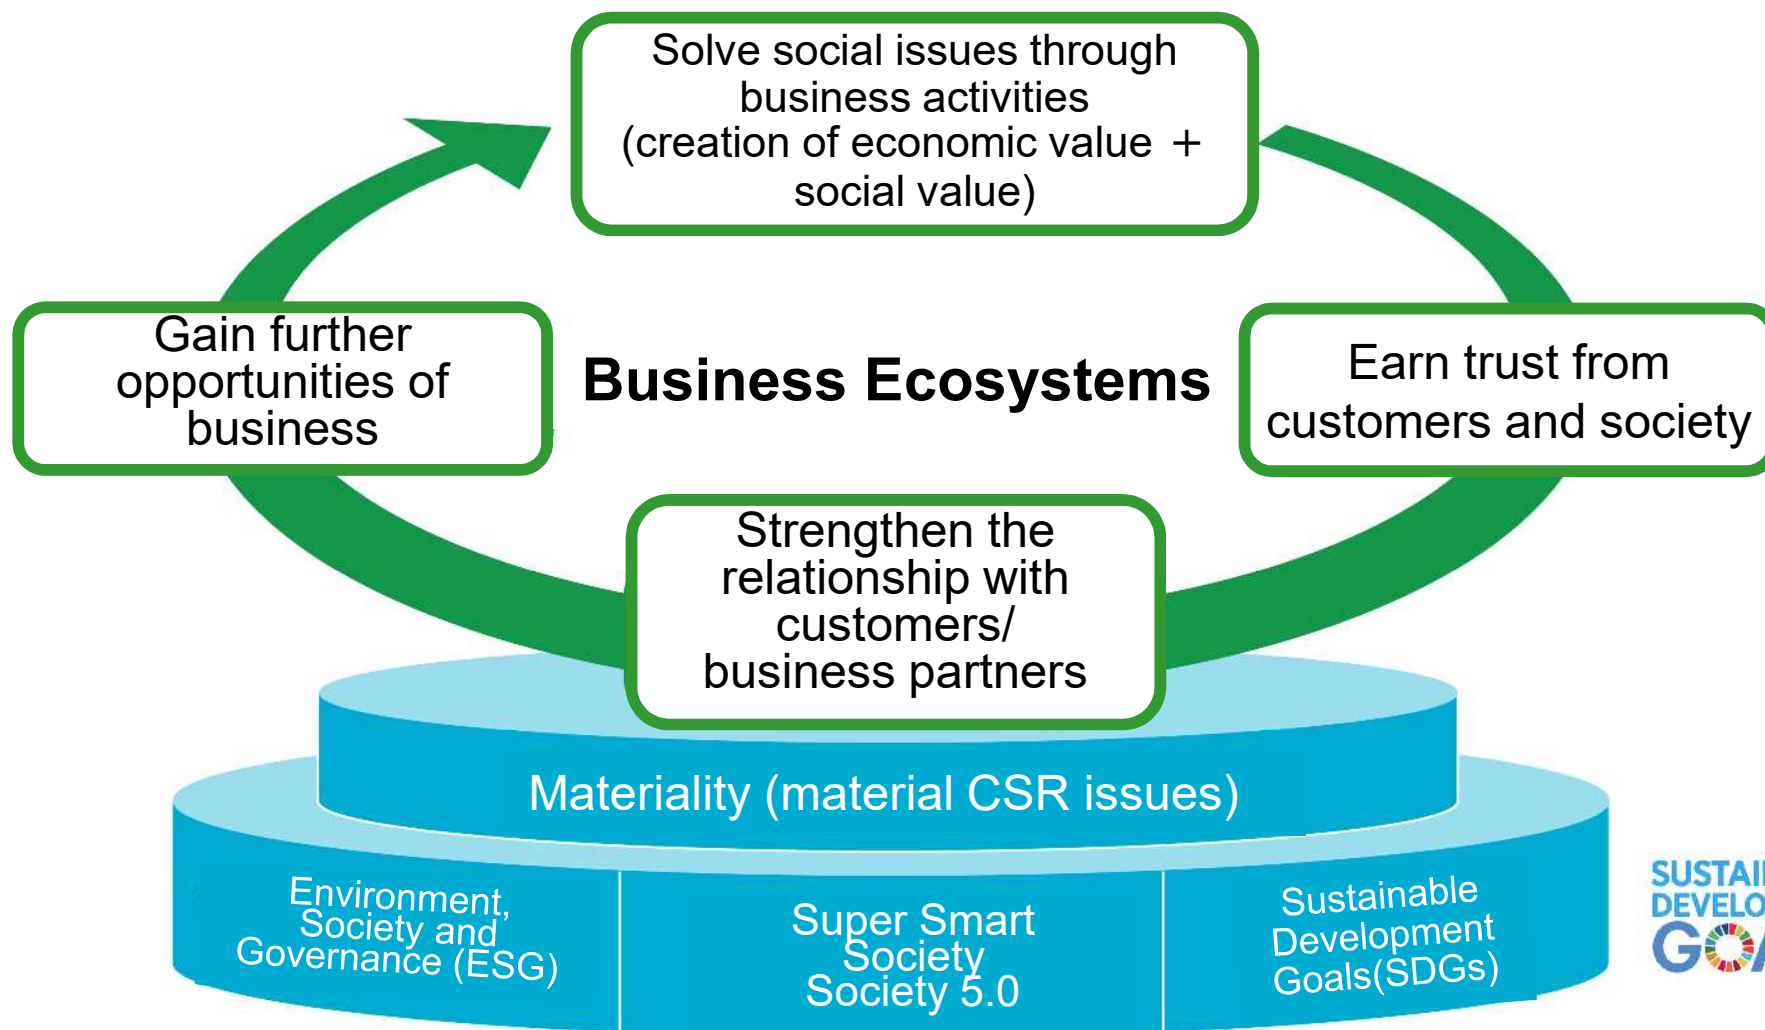 Solve social issues through
business activities
(creation of economic value +
social value)
Gain further
opportunities of
business
Business Ecosystems
Earn trust from
customers and society
Strengthen the
relationship with
customers/
business partners
Materiality (material CSR issues)
Environment,
Society and
Governance (ESG)
Super Smart
Society
Society 5.0
Sustainable
Development
Goals(SDGs)